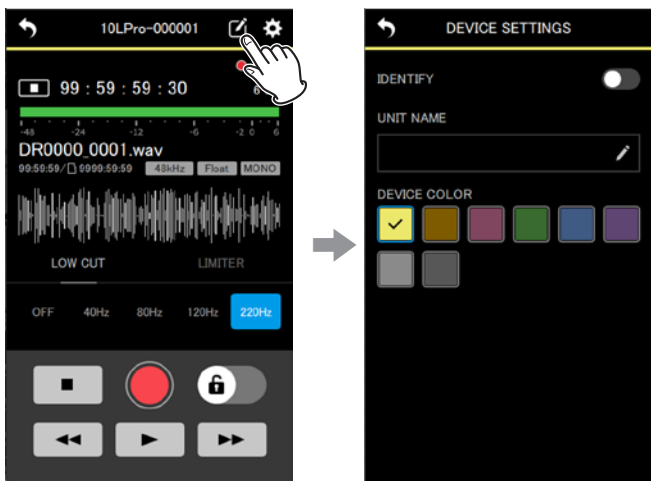 10LPro-000001
99 : 59 : 59 : 30
6
-48 -24 -12 -6 -2 0 6
DR0000_0001.wav
99:59:59/ 9999:59:59 48kHz Float MONO
LOW CUT LIMITER
OFF 40Hz 80Hz 120Hz 220Hz
DEVICE SETTINGS
IDENTIFY
UNIT NAME
DEVICE COLOR